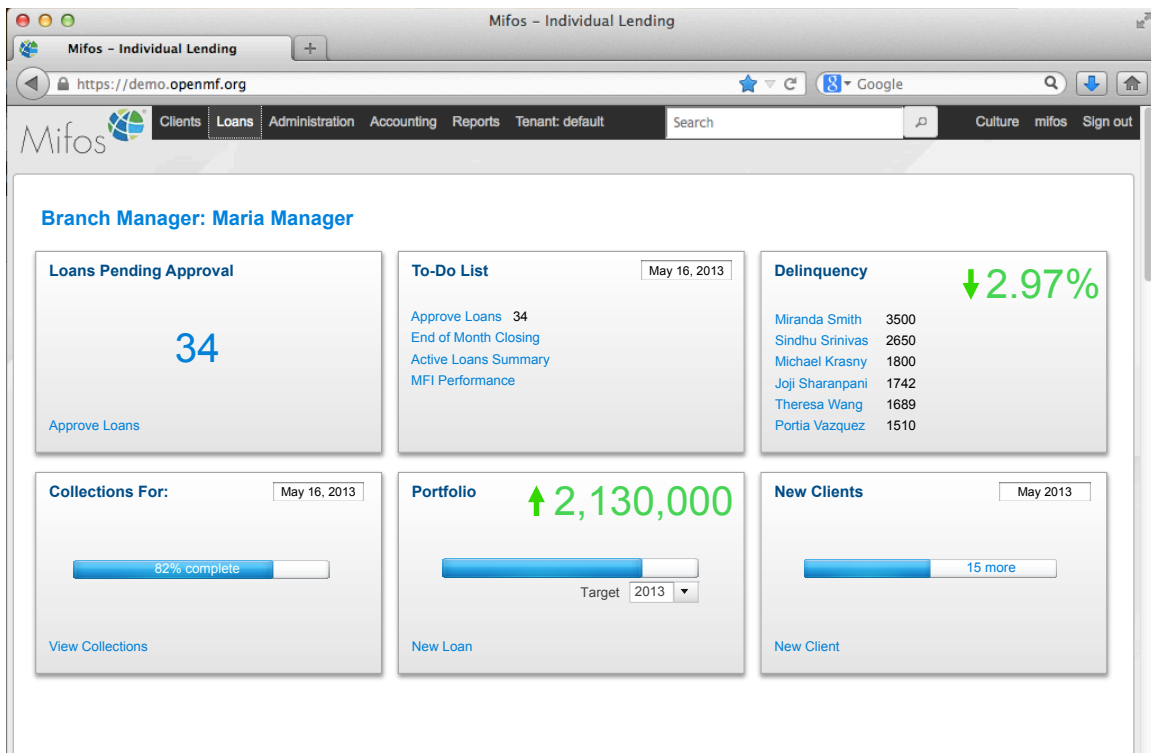 Mifos – Individual Lending
Mifos – Individual Lending +
https://demo.openmf.org
8 Google
Mifos
Clients Loans Administration Accounting Reports Tenant: default Search Culture mifos Sign out
Branch Manager: Maria Manager
Loans Pending Approval
34
Approve Loans
To-Do List May 16, 2013
Approve Loans 34
End of Month Closing
Active Loans Summary
MFI Performance
Delinquency 2.97%
Miranda Smith 3500
Sindhu Srinivas 2650
Michael Krasny 1800
Joji Sharanpani 1742
Theresa Wang 1689
Portia Vazquez 1510
Collections For: May 16, 2013
82% complete
View Collections
Portfolio 2,130,000
Target 2013
New Loan
New Clients May 2013
15 more
New Client